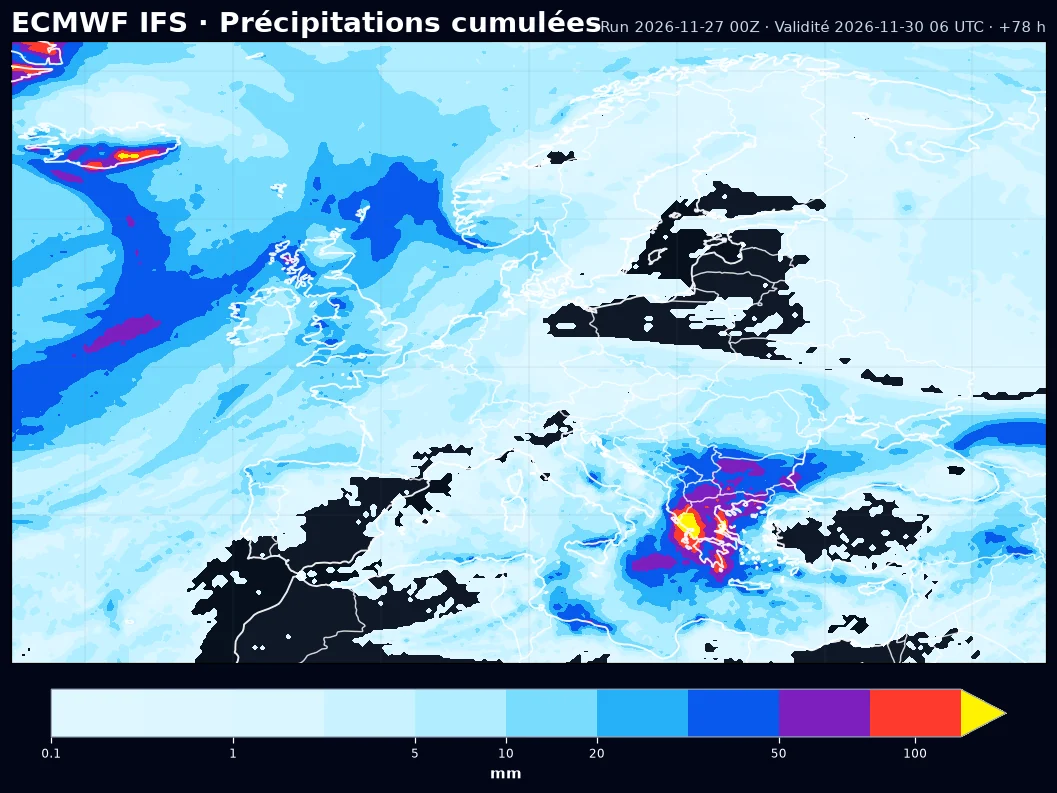 ECMWF IFS · Précipitations cumulées
Run 2026-11-27 00Z · Validité 2026-11-30 06 UTC · +78 h
0.1 1 5 10 20 50 100
mm